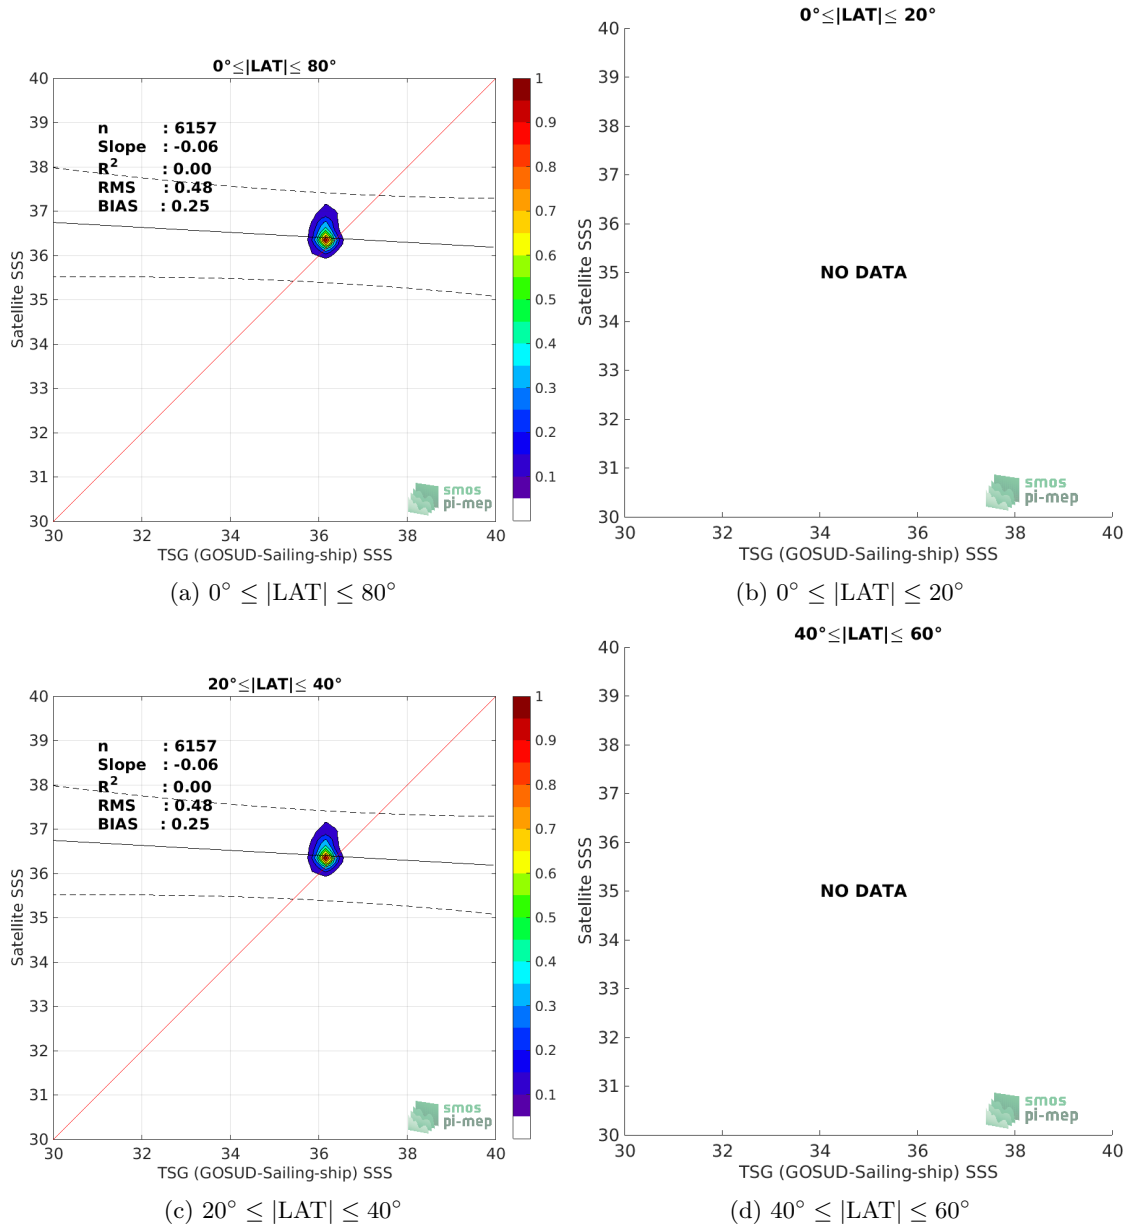 0°≤|LAT|≤ 80°
40
39
38
37
36
35
34
33
32
31
30
Satellite SSS
n : 6157
Slope : -0.06
R² : 0.00
RMS : 0.48
BIAS : 0.25
1
0.9
0.8
0.7
0.6
0.5
0.4
0.3
0.2
0.1
smos
pi-mep
30 32 34 36 38 40
TSG (GOSUD-Sailing-ship) SSS
(a) 0° ≤ |LAT| ≤ 80°
0°≤|LAT|≤ 20°
40
39
38
37
36
35
34
33
32
31
30
Satellite SSS
NO DATA
smos
pi-mep
30 32 34 36 38 40
TSG (GOSUD-Sailing-ship) SSS
(b) 0° ≤ |LAT| ≤ 20°
20°≤|LAT|≤ 40°
40
39
38
37
36
35
34
33
32
31
30
Satellite SSS
n : 6157
Slope : -0.06
R² : 0.00
RMS : 0.48
BIAS : 0.25
1
0.9
0.8
0.7
0.6
0.5
0.4
0.3
0.2
0.1
smos
pi-mep
30 32 34 36 38 40
TSG (GOSUD-Sailing-ship) SSS
(c) 20° ≤ |LAT| ≤ 40°
40°≤|LAT|≤ 60°
40
39
38
37
36
35
34
33
32
31
30
Satellite SSS
NO DATA
smos
pi-mep
30 32 34 36 38 40
TSG (GOSUD-Sailing-ship) SSS
(d) 40° ≤ |LAT| ≤ 60°